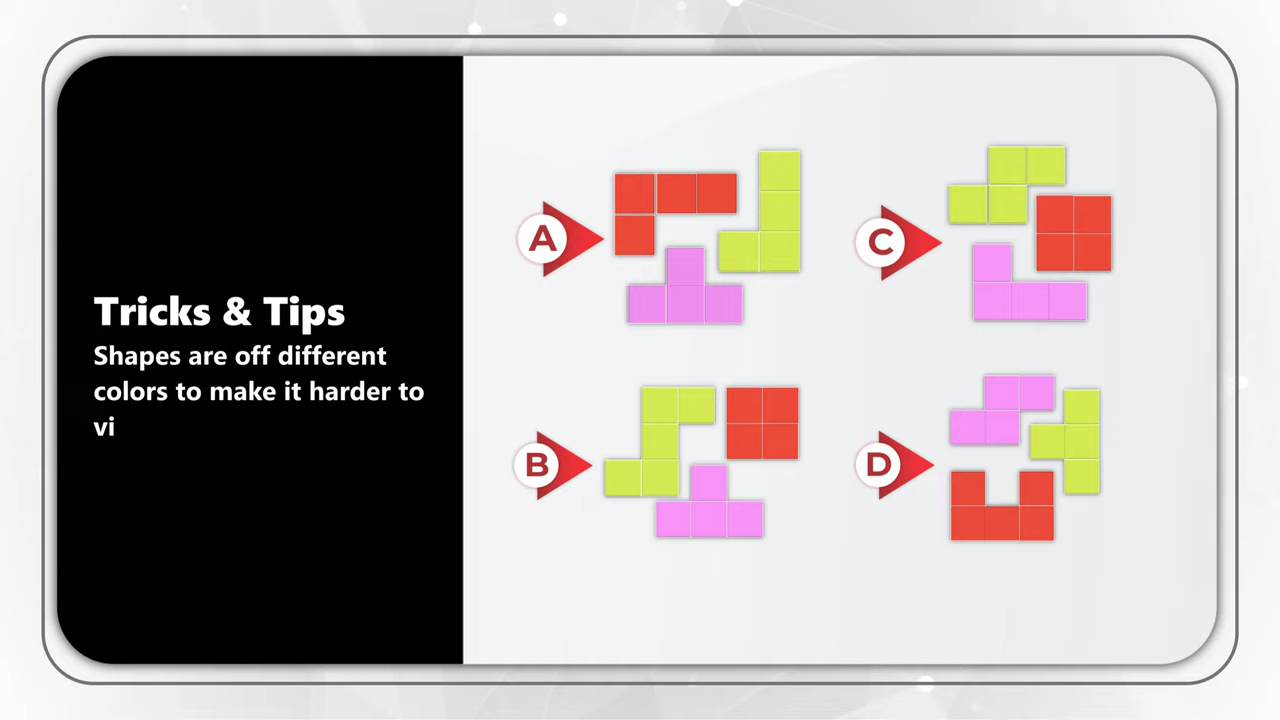 Tricks & Tips
Shapes are off different
colors to make it harder to
vi
A
C
B
D